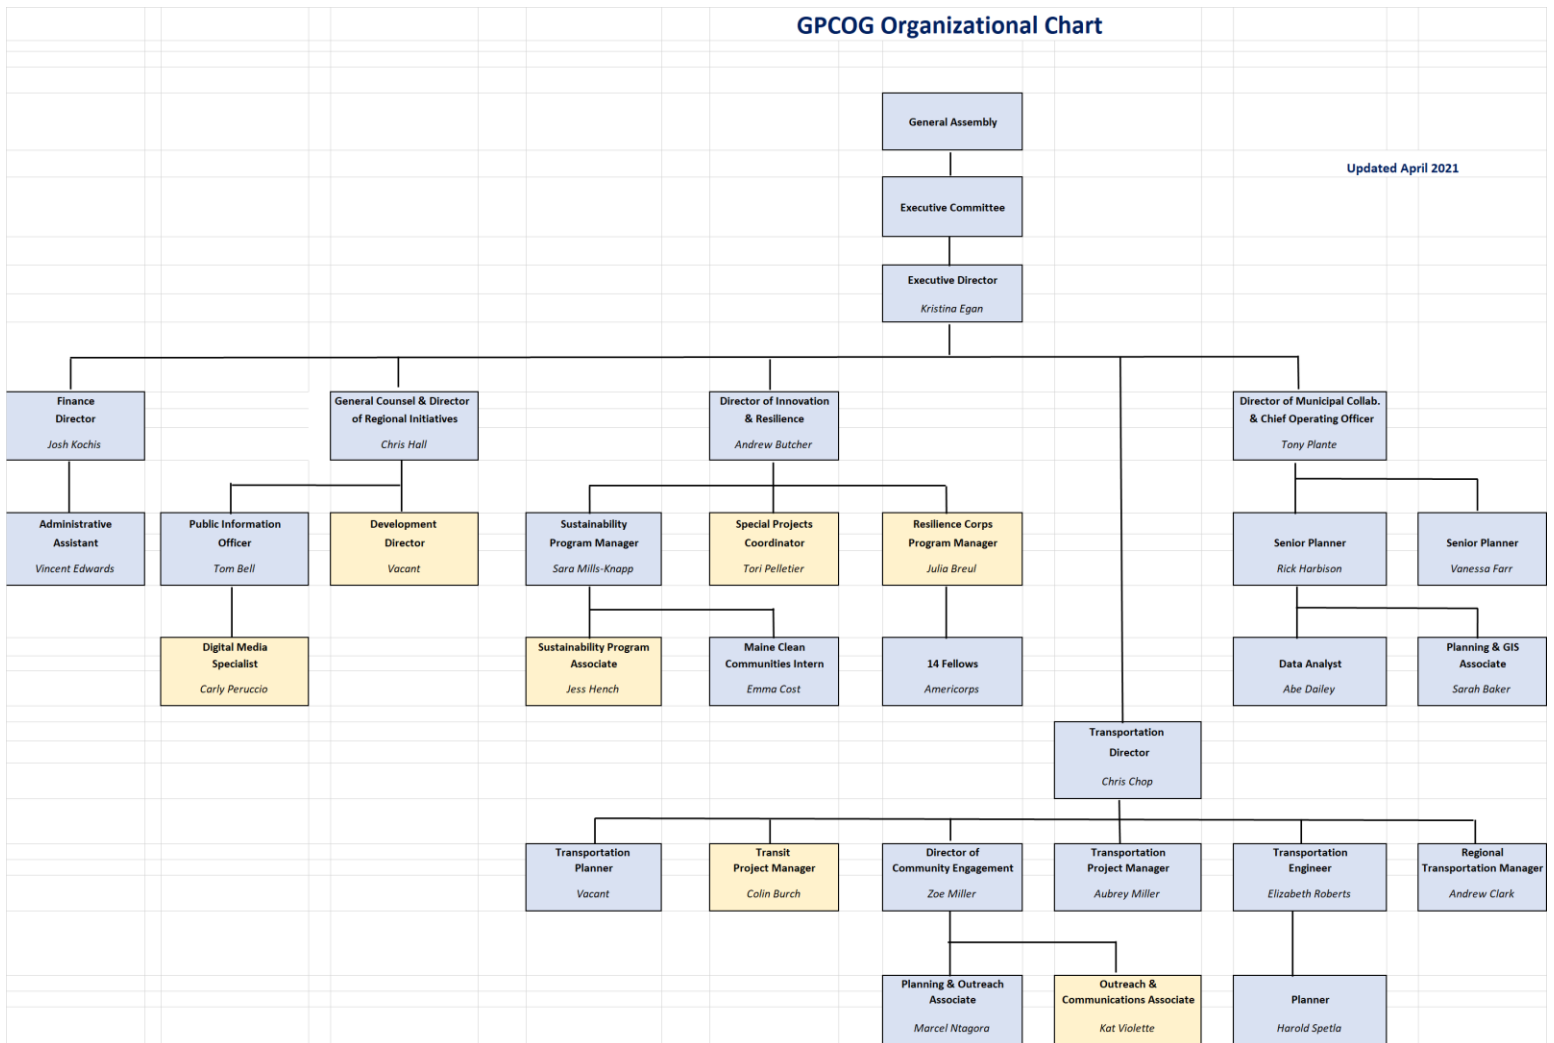 GPCOG Organizational Chart
General Assembly
Updated April 2021
Executive Committee
Executive Director
Kristina Egan
Finance
Director
Josh Kochis
General Counsel & Director
of Regional Initiatives
Chris Hall
Director of Innovation
& Resilience
Andrew Butcher
Director of Municipal Collab.
& Chief Operating Officer
Tony Plante
Administrative
Assistant
Vincent Edwards
Public Information
Officer
Tom Bell
Development
Director
Vacant
Sustainability
Program Manager
Sara Mills-Knapp
Special Projects
Coordinator
Tori Pelletier
Resilience Corps
Program Manager
Julia Breul
Senior Planner
Rick Harbison
Senior Planner
Vanessa Farr
Digital Media
Specialist
Carly Peruccio
Sustainability Program
Associate
Jess Hench
Maine Clean
Communities Intern
Emma Cost
14 Fellows
Americorps
Data Analyst
Abe Dailey
Planning & GIS
Associate
Sarah Baker
Transportation
Director
Chris Chop
Transportation
Planner
Vacant
Transit
Project Manager
Colin Burch
Director of
Community Engagement
Zoe Miller
Transportation
Project Manager
Aubrey Miller
Transportation
Engineer
Elizabeth Roberts
Regional
Transportation Manager
Andrew Clark
Planning & Outreach
Associate
Marcel Ntagora
Outreach &
Communications Associate
Kat Violette
Planner
Harold Spetla